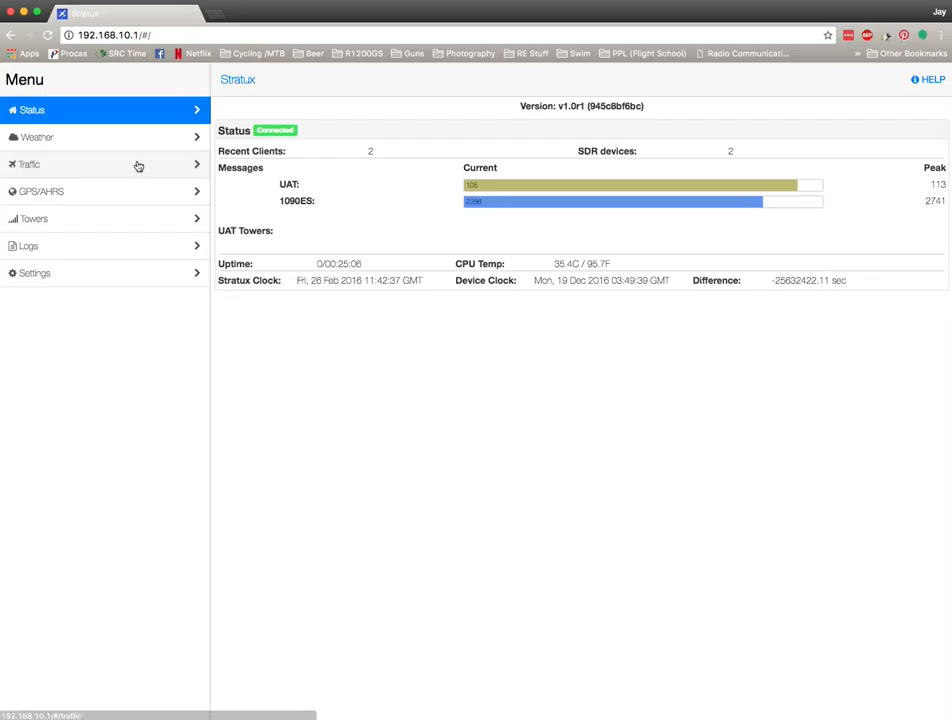 Stratux
Jay
192.168.10.1/#/
Apps Procas SRC Time Netflix Cycling /MTB Beer R1200GS Guns Photography RE Stuff Swim PPL (Flight School) Radio Communicati... » Other Bookmarks
Menu
Stratux
HELP
Version: v1.0r1 (945c8bf6bc)
Status
Weather
Traffic
GPS/AHRS
Towers
Logs
Settings
Status Connected
Recent Clients: 2 SDR devices: 2
Messages Current Peak
UAT: 106 113
1090ES: 2286 2741
UAT Towers:
Uptime: 0/00:25:06 CPU Temp: 35.4C / 95.7F
Stratux Clock: Fri, 26 Feb 2016 11:42:37 GMT Device Clock: Mon, 19 Dec 2016 03:49:39 GMT Difference: -25632422.11 sec
192.168.10.1/#/traffic